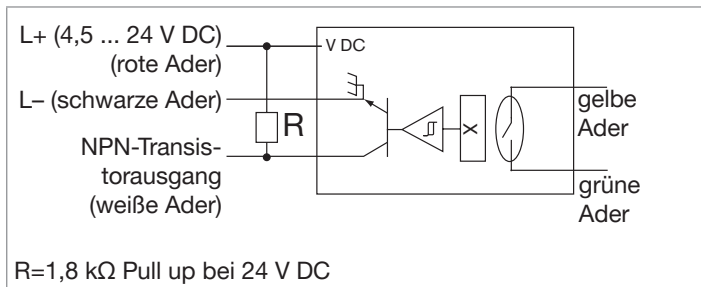 L+ (4,5 ... 24 V DC)
(rote Ader)
V DC
L– (schwarze Ader)
R
NPN-Transis-
torausgang
(weiße Ader)
X
gelbe
Ader
grüne
Ader
R=1,8 kΩ Pull up bei 24 V DC